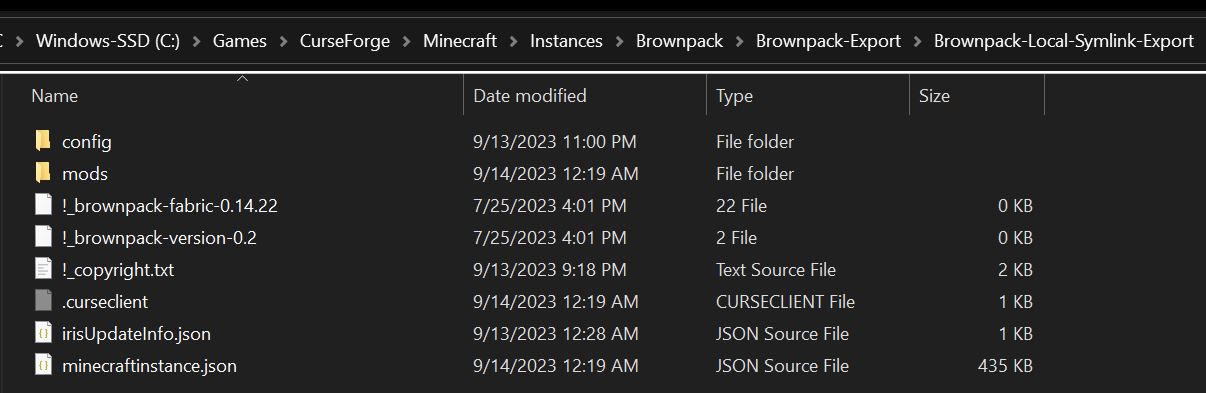 C > Windows-SSD (C:) > Games > CurseForge > Minecraft > Instances > Brownpack > Brownpack-Export > Brownpack-Local-Symlink-Export
Name Date modified Type Size
config 9/13/2023 11:00 PM File folder
mods 9/14/2023 12:19 AM File folder
!_brownpack-fabric-0.14.22 7/25/2023 4:01 PM 22 File 0 KB
!_brownpack-version-0.2 7/25/2023 4:01 PM 2 File 0 KB
!_copyright.txt 9/13/2023 9:18 PM Text Source File 2 KB
.curseclient 9/14/2023 12:19 AM CURSECLIENT File 1 KB
irisUpdateInfo.json 9/13/2023 12:28 AM JSON Source File 1 KB
minecraftinstance.json 9/14/2023 12:19 AM JSON Source File 435 KB